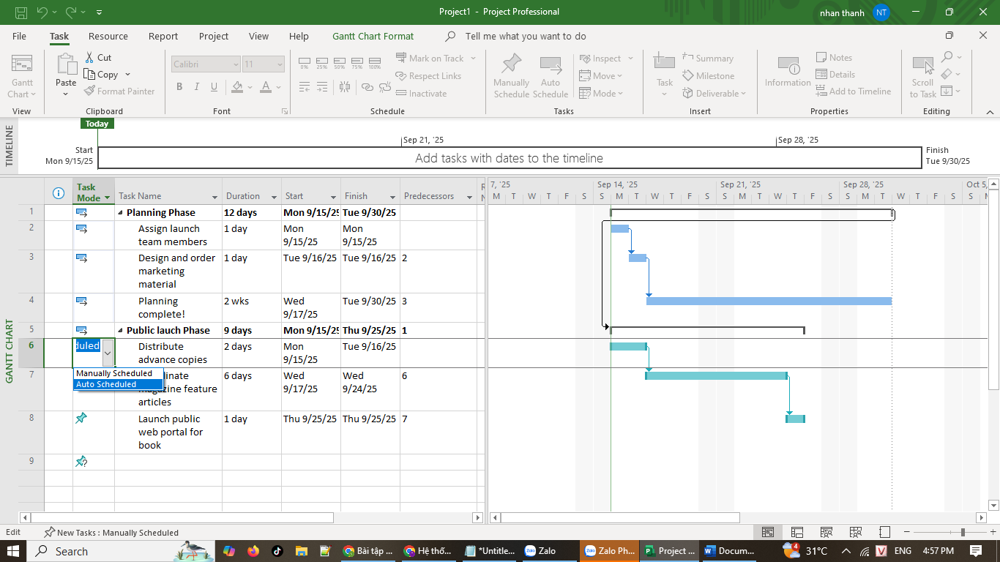 Project1 - Project Professional
nhan thanh
NT
File
Task
Resource
Report
Project
View
Help
Gantt Chart Format
Tell me what you want to do
Gantt
Chart
View
Paste
Cut
Copy
Format Painter
Clipboard
Calibri
11
B I U A
Font
0% 25% 50% 75% 100%
Mark on Track
Respect Links
Inactivate
Schedule
Manually
Schedule
Auto
Schedule
Inspect
Move
Mode
Tasks
Task
Summary
Milestone
Deliverable
Insert
Information
Notes
Details
Add to Timeline
Properties
Scroll
to Task
Editing
TIMELINE
Today
Sep 21, '25
Sep 28, '25
Start
Mon 9/15/25
Add tasks with dates to the timeline
Finish
Tue 9/30/25
GANTT CHART
Task
Mode
Task Name
Duration
Start
Finish
Predecessors
R
N
7, '25
Sep 14, '25
Sep 21, '25
Sep 28, '25
Oct 5,
M T W T F S S M T W T F S S M T W T F S S M T W T F S S M
1 Planning Phase 12 days Mon 9/15/25 Tue 9/30/25
2 Assign launch 1 day Mon Mon
team members 9/15/25 9/15/25
3 Design and order 1 day Tue 9/16/25 Tue 9/16/25 2
marketing
material
4 Planning 2 wks Wed Tue 9/30/25 3
complete! 9/17/25
5 Public lauch Phase 9 days Mon 9/15/25 Thu 9/25/25 1
6 duled Distribute 2 days Mon Tue 9/16/25
advance copies 9/15/25
Manually Scheduled
Auto Scheduled
7 inate 6 days Wed Wed 6
magazine feature 9/17/25 9/24/25
articles
8 Launch public 1 day Thu 9/25/25 Thu 9/25/25 7
web portal for
book
9
Edit
New Tasks : Manually Scheduled
Search
Bài tập ...
Hệ thố...
*Untitle...
Zalo
Zalo Ph...
Project ...
Docum...
4
31°C
V
ENG
4:57 PM